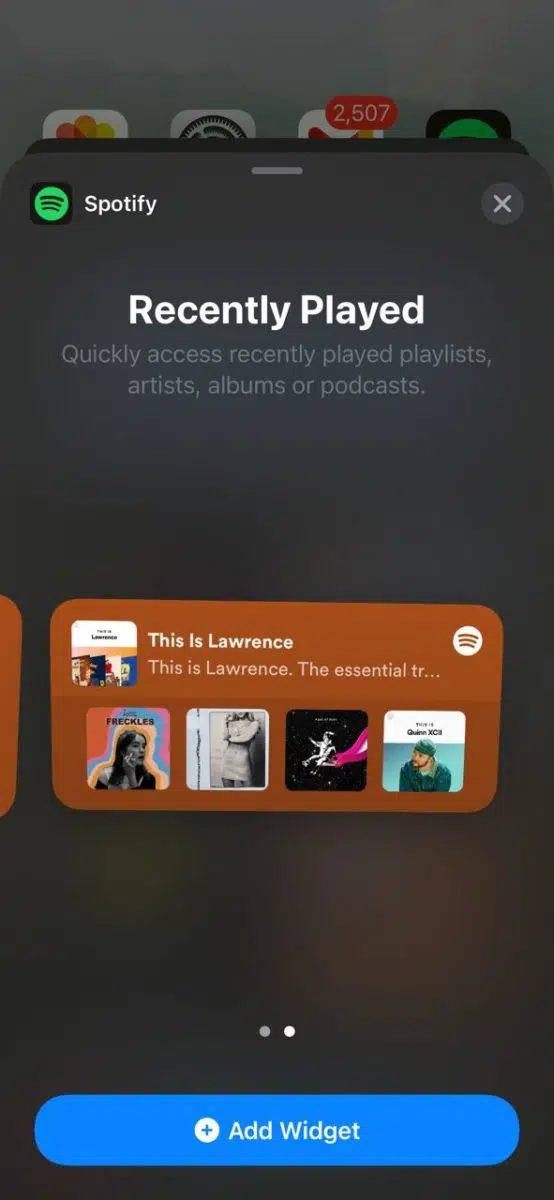 2,507
Spotify
Recently Played
Quickly access recently played playlists,
artists, albums or podcasts.
THIS IS
Lawrence
This Is Lawrence
This is Lawrence. The essential tr...
FRECKLES
THIS IS
Quinn XCII
Add Widget